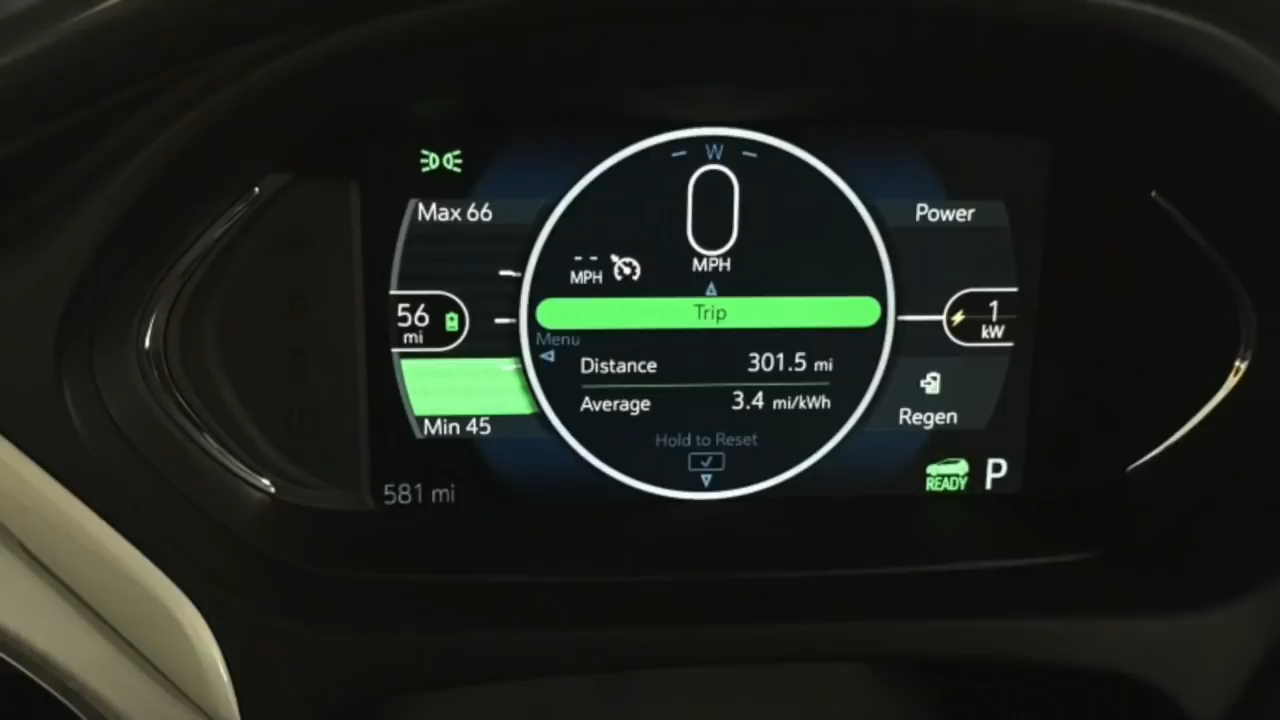 W
Max 66
Power
0
MPH
-- MPH
Trip
56 mi
1 kW
Menu
Distance 301.5 mi
Average 3.4 mi/kWh
Regen
Min 45
Hold to Reset
READY P
581 mi